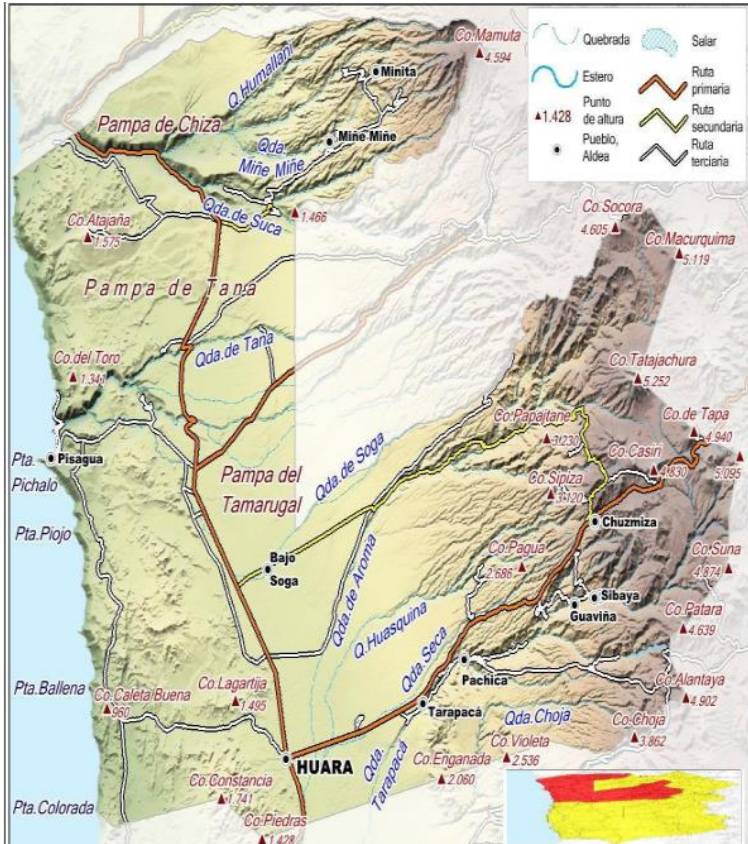 Quebrada
Salar
Estero
Ruta
primaria
▲1.428
Punto
de altura
Ruta
secundaria
Pueblo,
Aldea
Ruta
terciaria
Co.Mamuta
4.594
Q.Humallani
Minita
Pampa de Chiza
Qda.
Miñe Miñe
Miñe Miñe
Qda.de Suca
1.466
Co.Atajaña
1.575
Co.Socora
4.605
Co.Macurquima
5.119
Pampa de Tana
Qda.de Tana
Co.del Toro
1.341
Co.Tatajachura
5.252
Co.Papajtane
3.230
Co.de Tapa
4.940
5.095
Pta.
Pichalo
Pisagua
Qda.de Soga
Co.Casiri
4.830
Pampa del
Tamarugal
Co.Sipiza
3.120
Chuzmiza
Pta.Piojo
Bajo
Soga
Co.Pagua
2.686
Co.Suna
4.874
Qda.de Aroma
Q.Huasquina
Sibaya
Guaviña
Co.Patara
4.639
Qda.Seca
Pachica
Pta.Ballena
Co.Caleta Buena
960
Co.Lagartija
1.495
Co.Alantaya
4.902
Tarapacá
Qda.Choja
Co.Choja
3.862
HUARA
Qda.
Tarapacá
Co.Violeta
2.536
Co.Enganada
2.060
Co.Constancia
1.741
Pta.Colorada
Co.Piedras
1.428